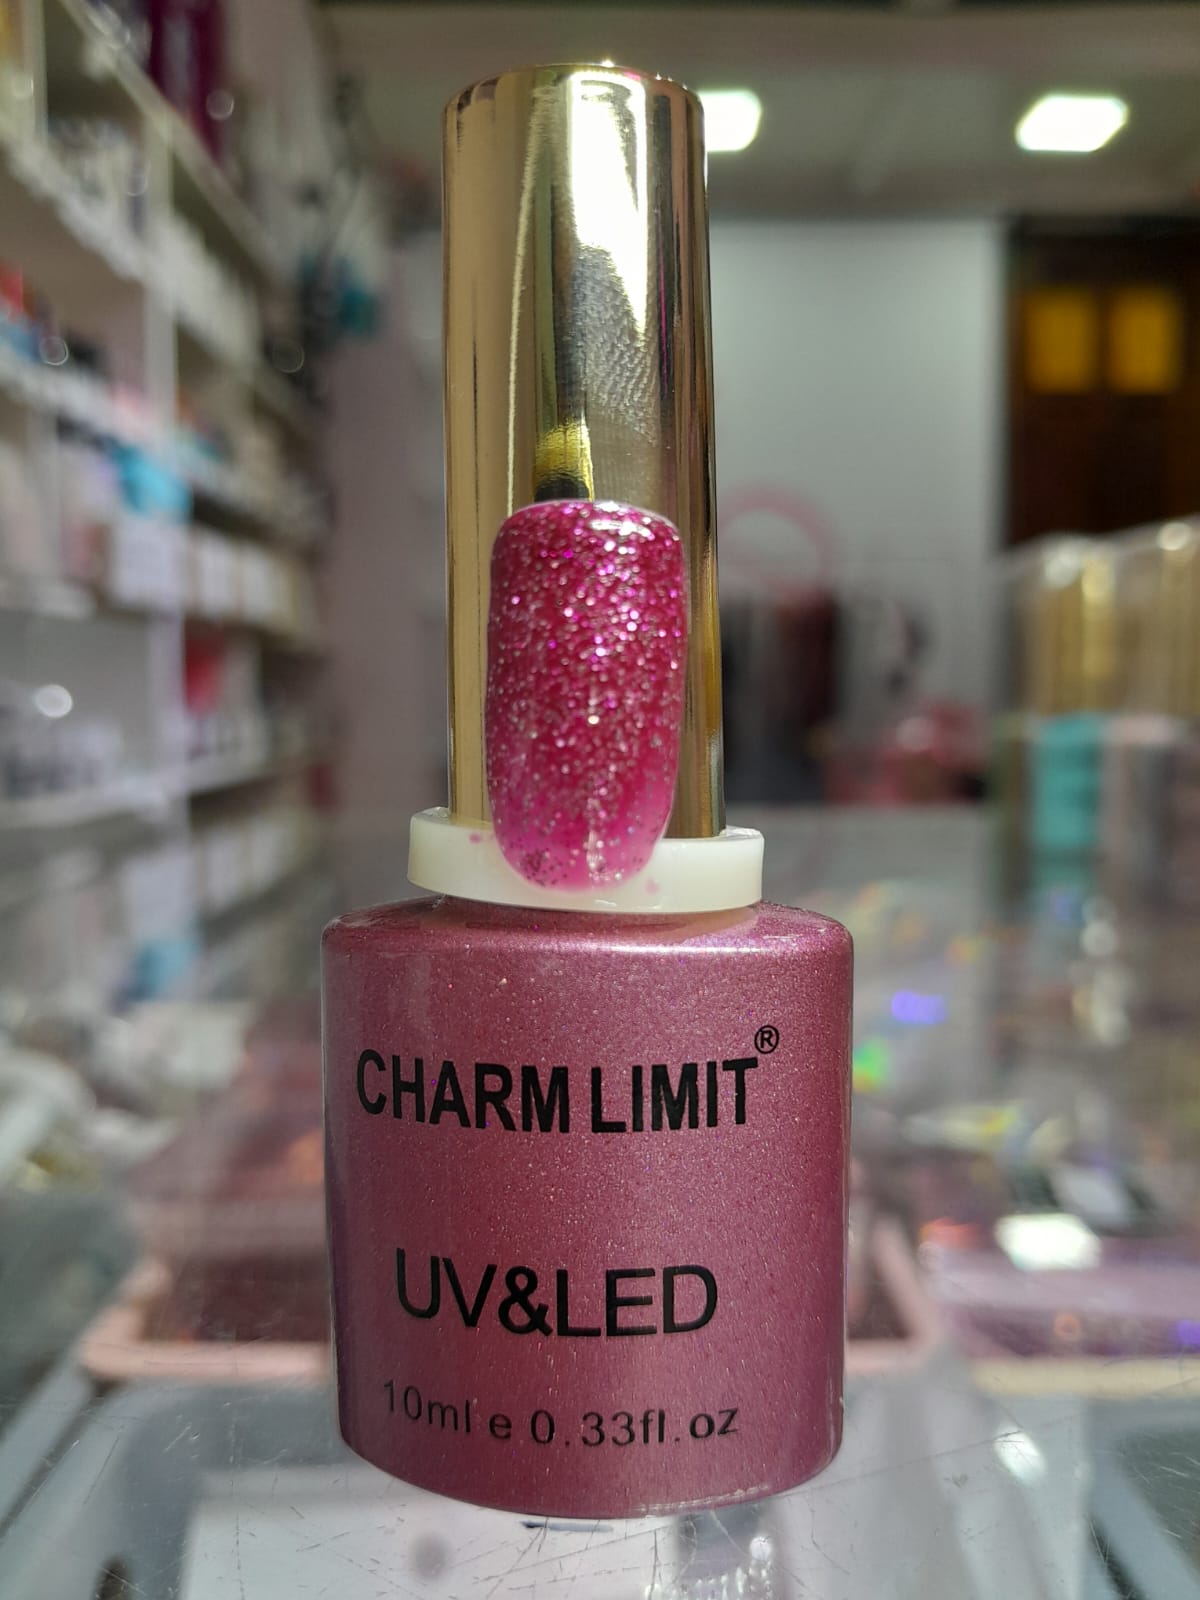 CHARM LIMIT®
UV&LED
10ml e 0.33fl.oz